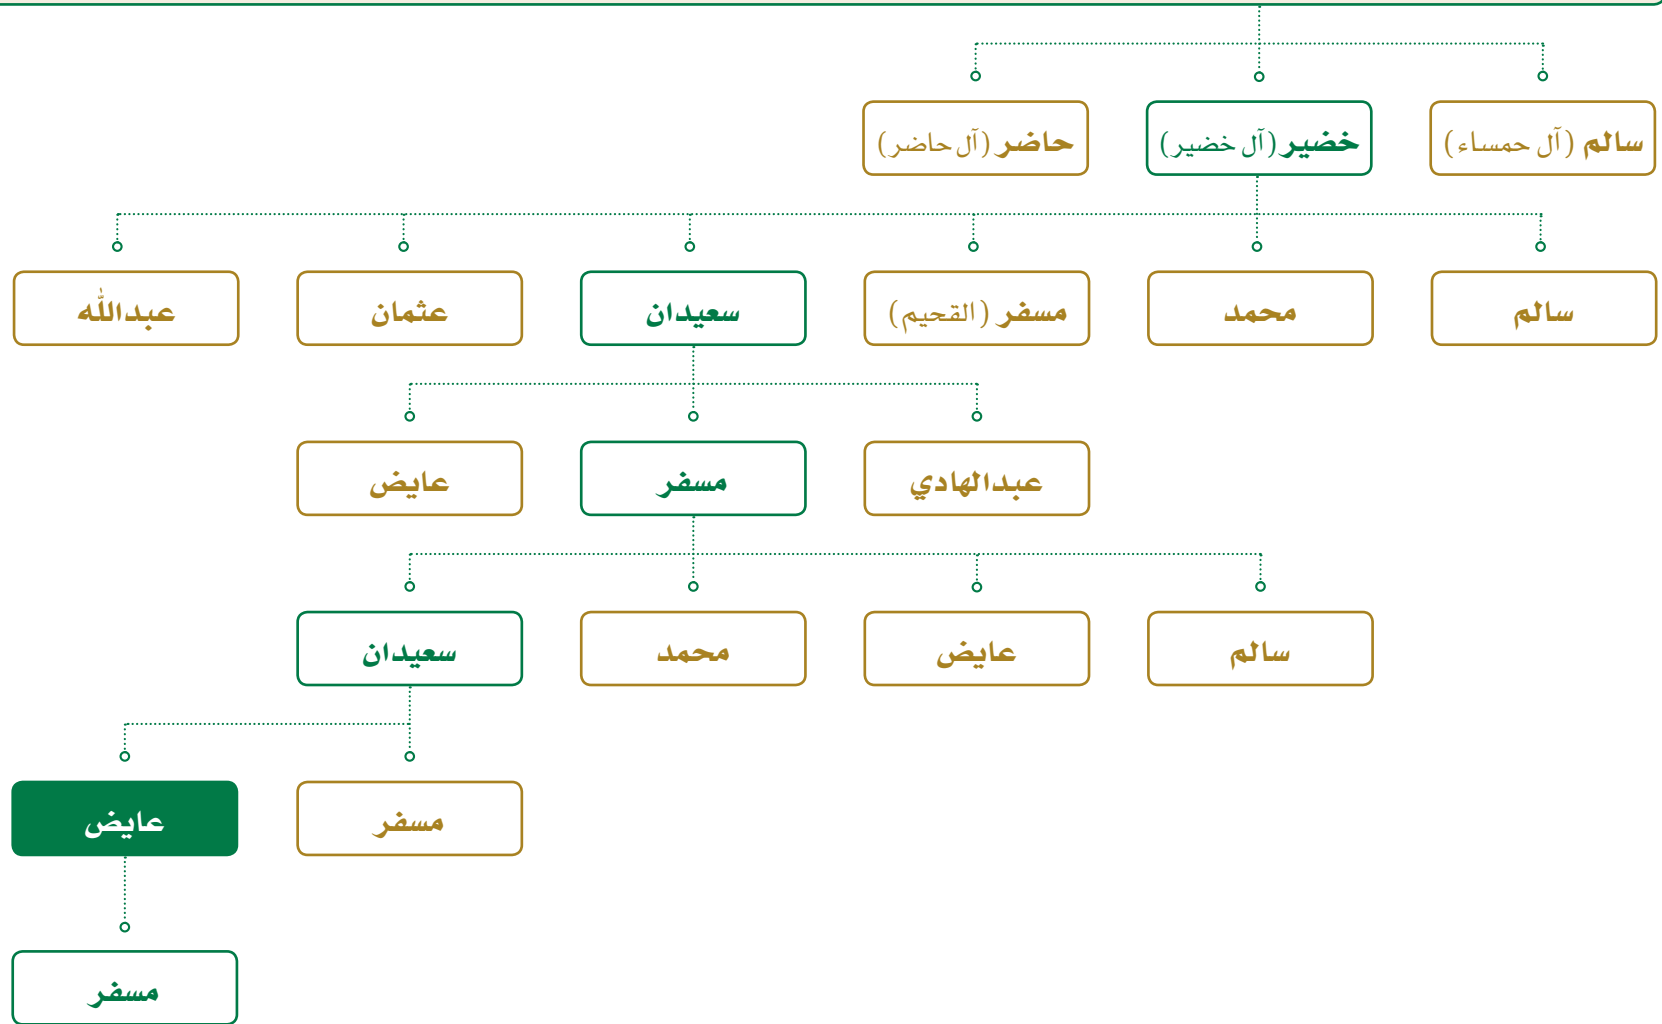 سالم (آل حمساء)
خضير (آل خضير)
حاضر (آل حاضر)
سالم
محمد
مسفر (القحيم)
سعيدان
عثمان
عبدالله
عبدالهادي
مسفر
عايض
سالم
عايض
محمد
سعيدان
مسفر
عايض
مسفر